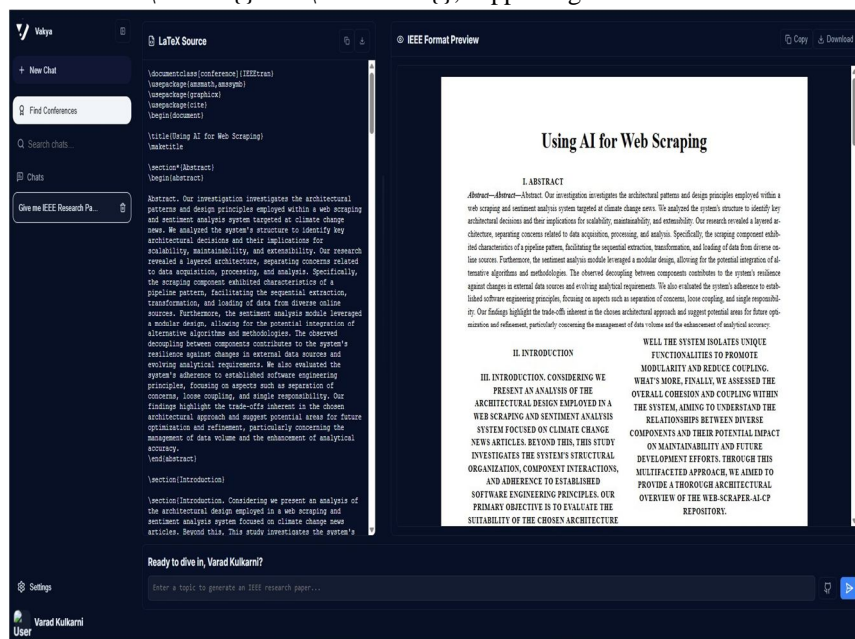 Vakya
+ New Chat
Find Conferences
Search chats...
Chats
Give me IEEE Research Pa...
Settings
User
Varad Kulkarni
LaTeX Source
\documentclass[conference]{IEEEtran}
\usepackage{amsmath,amssymb}
\usepackage{graphicx}
\usepackage{cite}
\begin{document}
\title{Using AI for Web Scraping}
\maketitle
\section*{Abstract}
\begin{abstract}
Abstract. Our investigation investigates the architectural
patterns and design principles employed within a web scraping
and sentiment analysis system targeted at climate change
news. We analyzed the system's structure to identify key
architectural decisions and their implications for
scalability, maintainability, and extensibility. Our research
revealed a layered architecture, separating concerns related
to data acquisition, processing, and analysis. Specifically,
the scraping component exhibited characteristics of a
pipeline pattern, facilitating the sequential extraction,
transformation, and loading of data from diverse online
sources. Furthermore, the sentiment analysis module leveraged
a modular design, allowing for the potential integration of
alternative algorithms and methodologies. The observed
decoupling between components contributes to the system's
resilience against changes in external data sources and
evolving analytical requirements. We also evaluated the
system's adherence to established software engineering
principles, focusing on aspects such as separation of
concerns, loose coupling, and single responsibility. Our
findings highlight the trade-offs inherent in the chosen
architectural approach and suggest potential areas for future
optimization and refinement, particularly concerning the
management of data volume and the enhancement of analytical
accuracy.
\end{abstract}
\section{Introduction}
\section{Introduction. Considering we present an analysis of
the architectural design employed in a web scraping and
sentiment analysis system focused on climate change news
articles. Beyond this, This study investigates the system's
IEEE Format Preview
Copy
Download
Using AI for Web Scraping
I. ABSTRACT
Abstract—Abstract—Abstract. Our investigation investigates the architectural patterns and design principles employed within a
web scraping and sentiment analysis system targeted at climate change news. We analyzed the system's structure to identify key
architectural decisions and their implications for scalability, maintainability, and extensibility. Our research revealed a layered ar-
chitecture, separating concerns related to data acquisition, processing, and analysis. Specifically, the scraping component exhib-
ited characteristics of a pipeline pattern, facilitating the sequential extraction, transformation, and loading of data from diverse on-
line sources. Furthermore, the sentiment analysis module leveraged a modular design, allowing for the potential integration of al-
ternative algorithms and methodologies. The observed decoupling between components contributes to the system's resilience
against changes in external data sources and evolving analytical requirements. We also evaluated the system's adherence to estab-
lished software engineering principles, focusing on aspects such as separation of concerns, loose coupling, and single responsibil-
ity. Our findings highlight the trade-offs inherent in the chosen architectural approach and suggest potential areas for future opti-
mization and refinement, particularly concerning the management of data volume and the enhancement of analytical accuracy.
II. INTRODUCTION
III. INTRODUCTION. CONSIDERING WE
PRESENT AN ANALYSIS OF THE
ARCHITECTURAL DESIGN EMPLOYED IN A
WEB SCRAPING AND SENTIMENT ANALYSIS
SYSTEM FOCUSED ON CLIMATE CHANGE
NEWS ARTICLES. BEYOND THIS, THIS STUDY
INVESTIGATES THE SYSTEM'S STRUCTURAL
ORGANIZATION, COMPONENT INTERACTIONS,
AND ADHERENCE TO ESTABLISHED
SOFTWARE ENGINEERING PRINCIPLES. OUR
PRIMARY OBJECTIVE IS TO EVALUATE THE
SUITABILITY OF THE CHOSEN ARCHITECTURE
WELL THE SYSTEM ISOLATES UNIQUE
FUNCTIONALITIES TO PROMOTE
MODULARITY AND REDUCE COUPLING.
WHAT'S MORE, FINALLY, WE ASSESSED THE
OVERALL COHESION AND COUPLING WITHIN
THE SYSTEM, AIMING TO UNDERSTAND THE
RELATIONSHIPS BETWEEN DIVERSE
COMPONENTS AND THEIR POTENTIAL IMPACT
ON MAINTAINABILITY AND FUTURE
DEVELOPMENT EFFORTS. THROUGH THIS
MULTIFACETED APPROACH, WE AIMED TO
PROVIDE A THOROUGH ARCHITECTURAL
OVERVIEW OF THE WEB-SCRAPER-AI-CP
REPOSITORY.
Ready to dive in, Varad Kulkarni?
Enter a topic to generate an IEEE research paper...